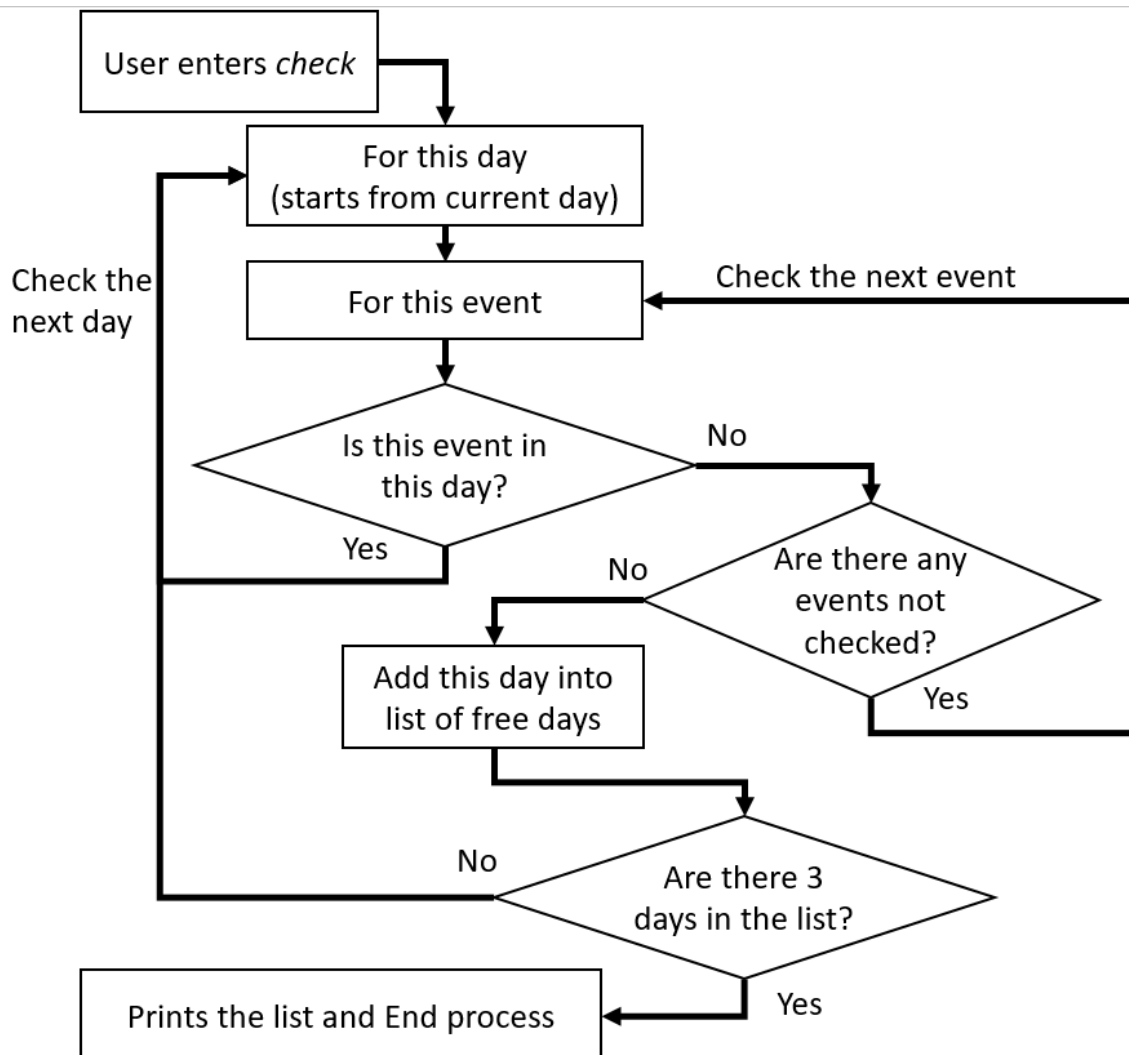 User enters check
For this day
(starts from current day)
Check the
next day
For this event
Check the next event
Is this event in
this day?
No
Yes
Are there any
events not
checked?
No
Yes
Add this day into
list of free days
Are there 3
days in the list?
No
Yes
Prints the list and End process